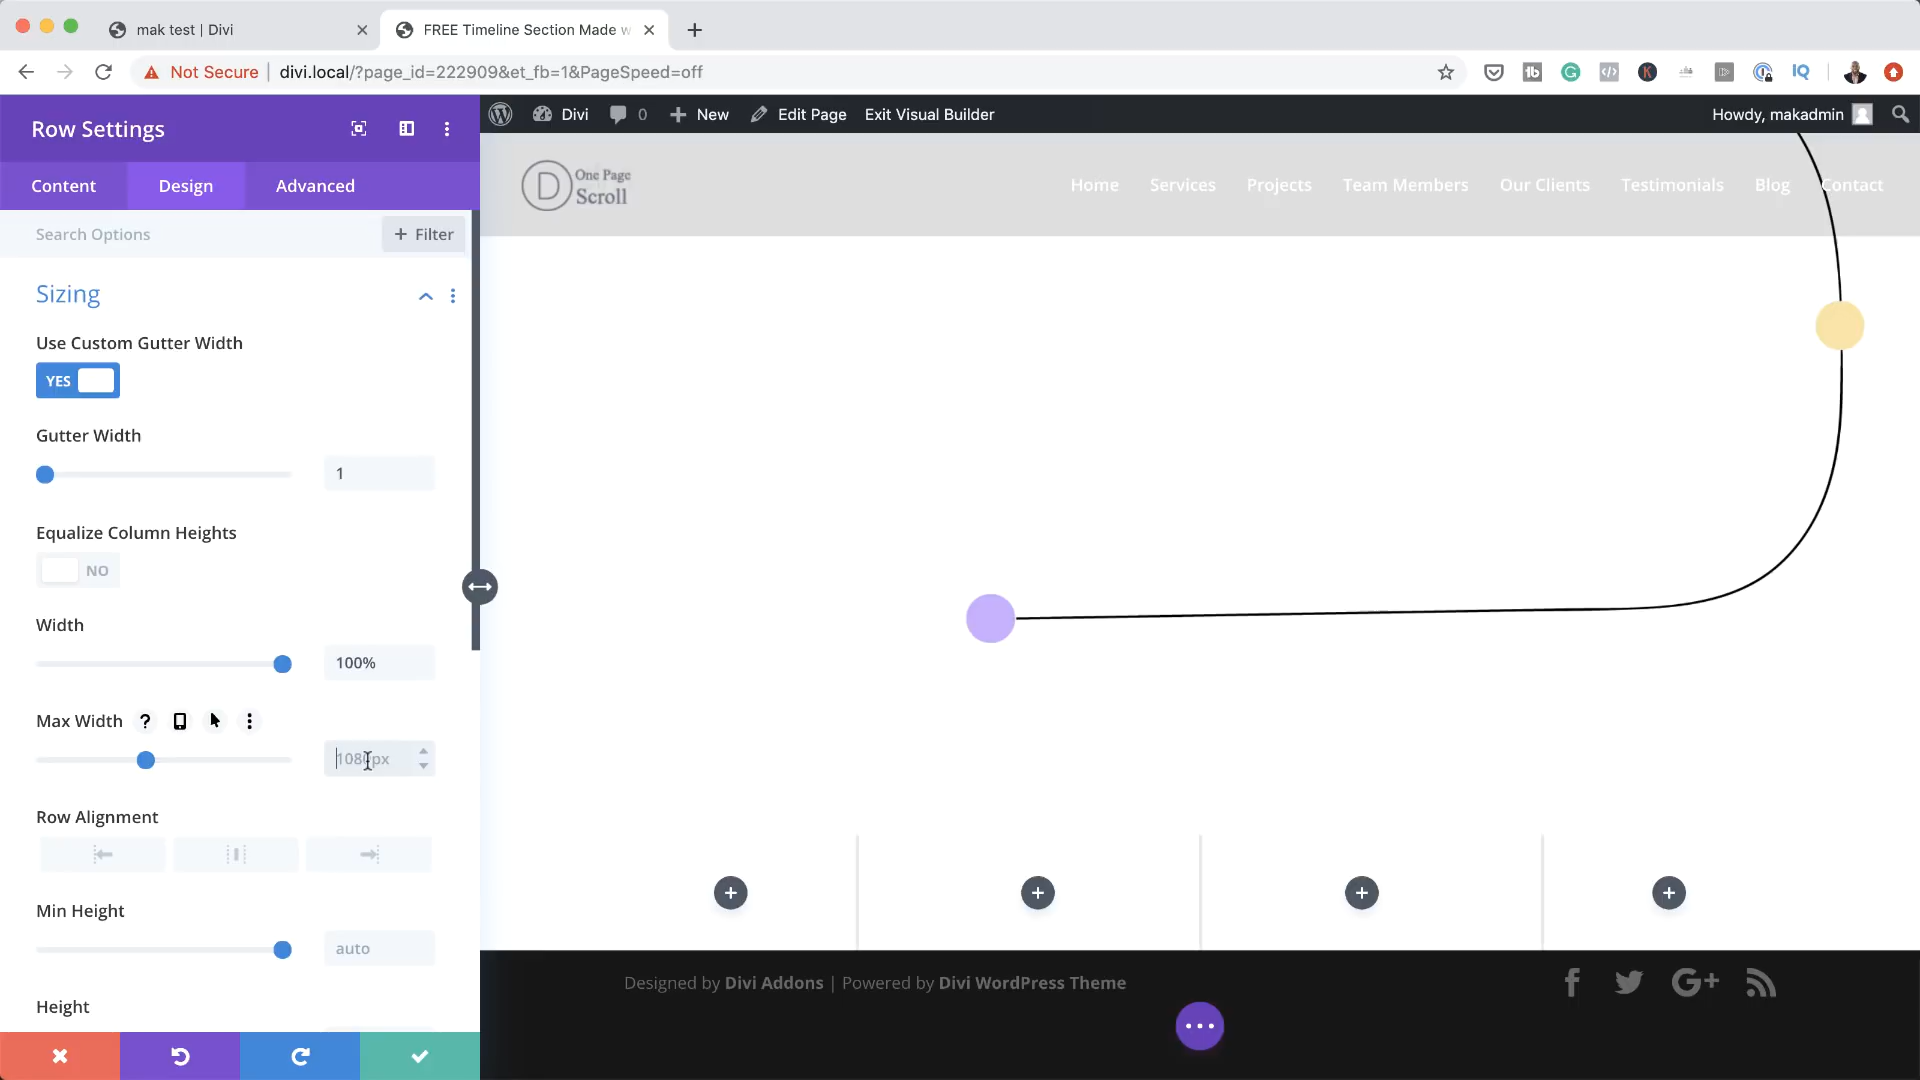 mak test | Divi
FREE Timeline Section Made w
Not Secure | divi.local/?page_id=222909&et_fb=1&PageSpeed=off
Row Settings
Divi 0 New Edit Page Exit Visual Builder Howdy, makadmin
Content Design Advanced
D One Page Scroll
Home Services Projects Team Members Our Clients Testimonials Blog Contact
Search Options + Filter
Sizing
Use Custom Gutter Width
YES
Gutter Width
1
Equalize Column Heights
NO
Width
100%
Max Width ?
1080px
Row Alignment
Min Height
auto
Height
Designed by Divi Addons | Powered by Divi WordPress Theme